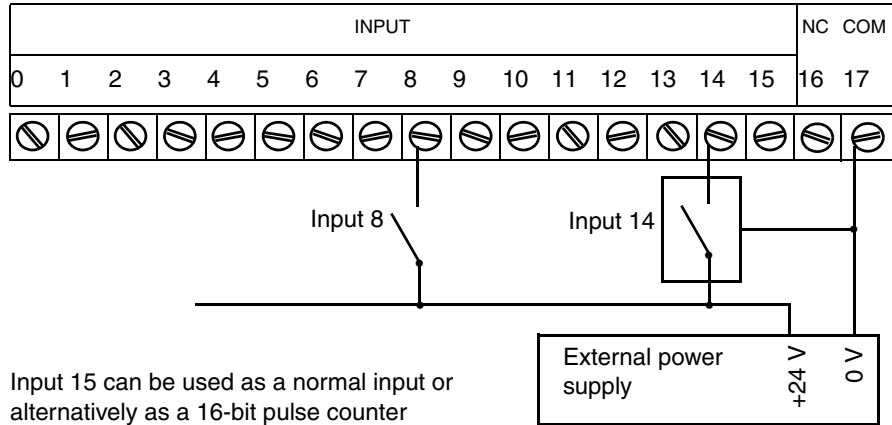 INPUT NC COM
0 1 2 3 4 5 6 7 8 9 10 11 12 13 14 15 16 17
Input 8
Input 14
External power
supply
+24 V
0 V
Input 15 can be used as a normal input or
alternatively as a 16-bit pulse counter